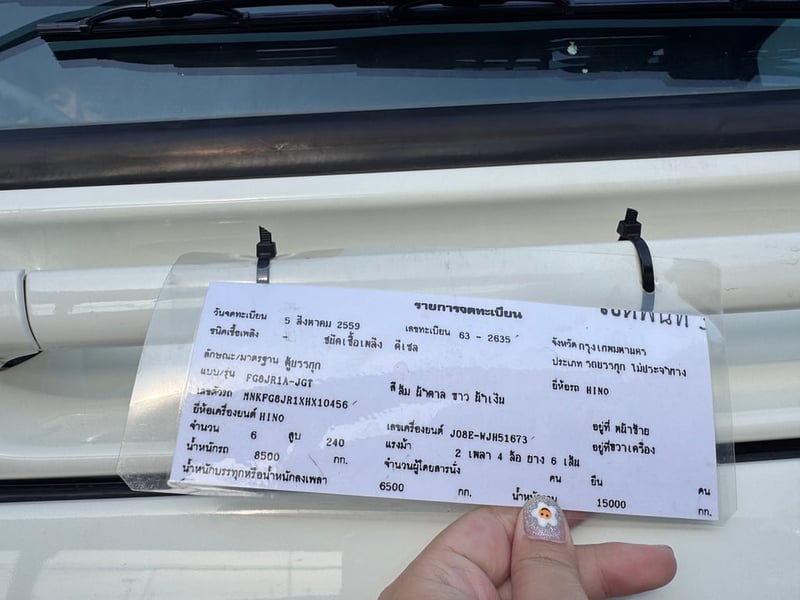 รายการจดทะเบียน
วันจดทะเบียน 5 สิงหาคม 2559 เลขทะเบียน 63 - 2635 จังหวัด กรุงเทพมหานคร
ชนิดเชื้อเพลิง - ชนิดเชื้อเพลิง ดีเซล ประเภท รถบรรทุก ไม่ประจำทาง
ลักษณะ/มาตรฐาน ตู้บรรทุก ยี่ห้อรถ HINO
แบบ/รุ่น FG8JR1A-JGT สี ส้ม น้ำตาล ขาว น้ำเงิน
เลขตัวรถ MNKFG8JR1XHX10456 อยู่ที่ หน้าซ้าย
ยี่ห้อเครื่องยนต์ HINO เลขเครื่องยนต์ J08E-WJH51673 อยู่ที่ขวาเครื่อง
จำนวน 6 สูบ 240 แรงม้า 2 เพลา 4 ล้อ ยาง 6 เส้น
น้ำหนักรถ 8500 กก. จำนวนผู้โดยสารนั่ง คน ยืน คน
น้ำหนักบรรทุกหรือน้ำหนักลงเพลา 6500 กก. 15000 กก.